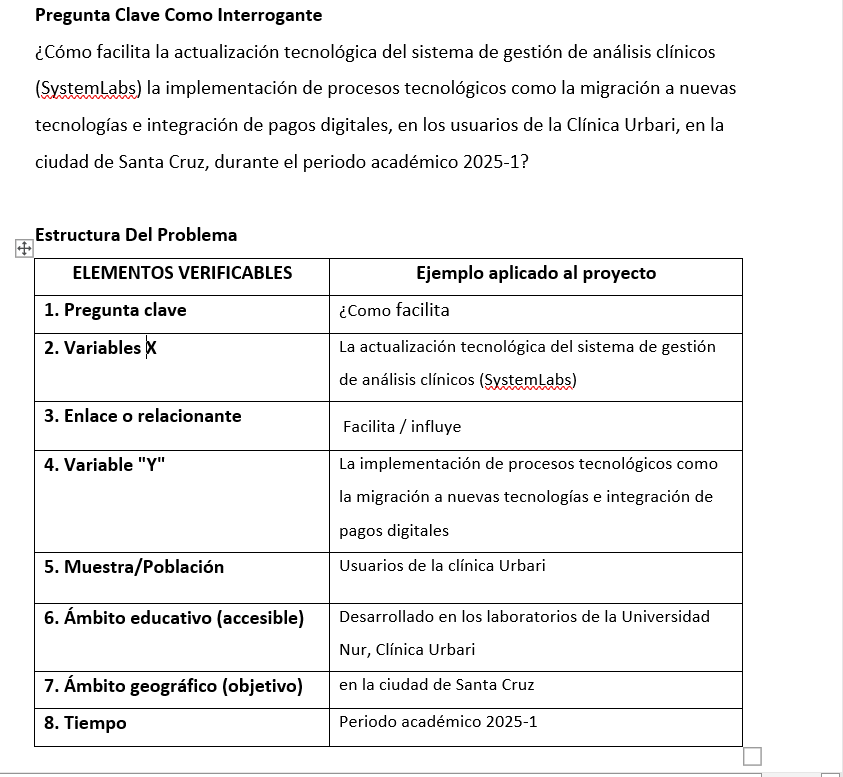 Pregunta Clave Como Interrogante
¿Cómo facilita la actualización tecnológica del sistema de gestión de análisis clínicos
(SystemLabs) la implementación de procesos tecnológicos como la migración a nuevas
tecnologías e integración de pagos digitales, en los usuarios de la Clínica Urbari, en la
ciudad de Santa Cruz, durante el periodo académico 2025-1?
Estructura Del Problema
ELEMENTOS VERIFICABLES
Ejemplo aplicado al proyecto
1. Pregunta clave
¿Como facilita
2. Variables X
La actualización tecnológica del sistema de gestión
de análisis clínicos (SystemLabs)
3. Enlace o relacionante
Facilita / influye
4. Variable "Y"
La implementación de procesos tecnológicos como
la migración a nuevas tecnologías e integración de
pagos digitales
5. Muestra/Población
Usuarios de la clínica Urbari
6. Ámbito educativo (accesible)
Desarrollado en los laboratorios de la Universidad
Nur, Clínica Urbari
7. Ámbito geográfico (objetivo)
en la ciudad de Santa Cruz
8. Tiempo
Periodo académico 2025-1